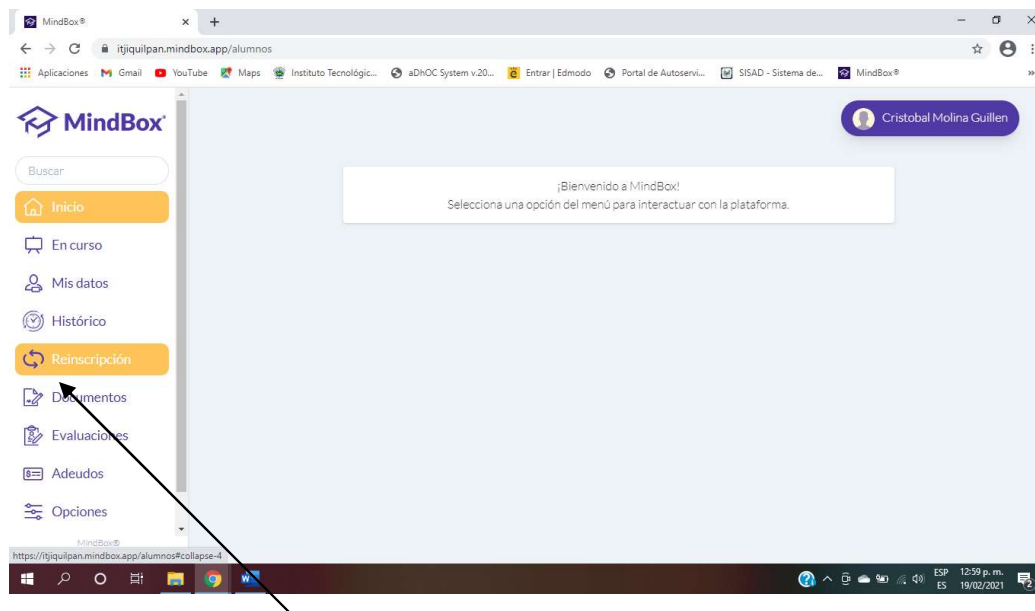 MindBox®
itjiquilpan.mindbox.app/alumnos
Aplicaciones Gmail YouTube Maps Instituto Tecnológic... aDhOC System v.20... Entrar | Edmodo Portal de Autoservi... SISAD - Sistema de... MindBox®
MindBox®
Cristobal Molina Guillen
Buscar
Inicio
En curso
Mis datos
Histórico
Reinscripción
Documentos
Evaluaciones
Adeudos
Opciones
MindBox®
¡Bienvenido a MindBox!
Selecciona una opción del menú para interactuar con la plataforma.
https://itjiquilpan.mindbox.app/alumnos#collapse-4
ESP 12:59 p. m.
ES 19/02/2021
2